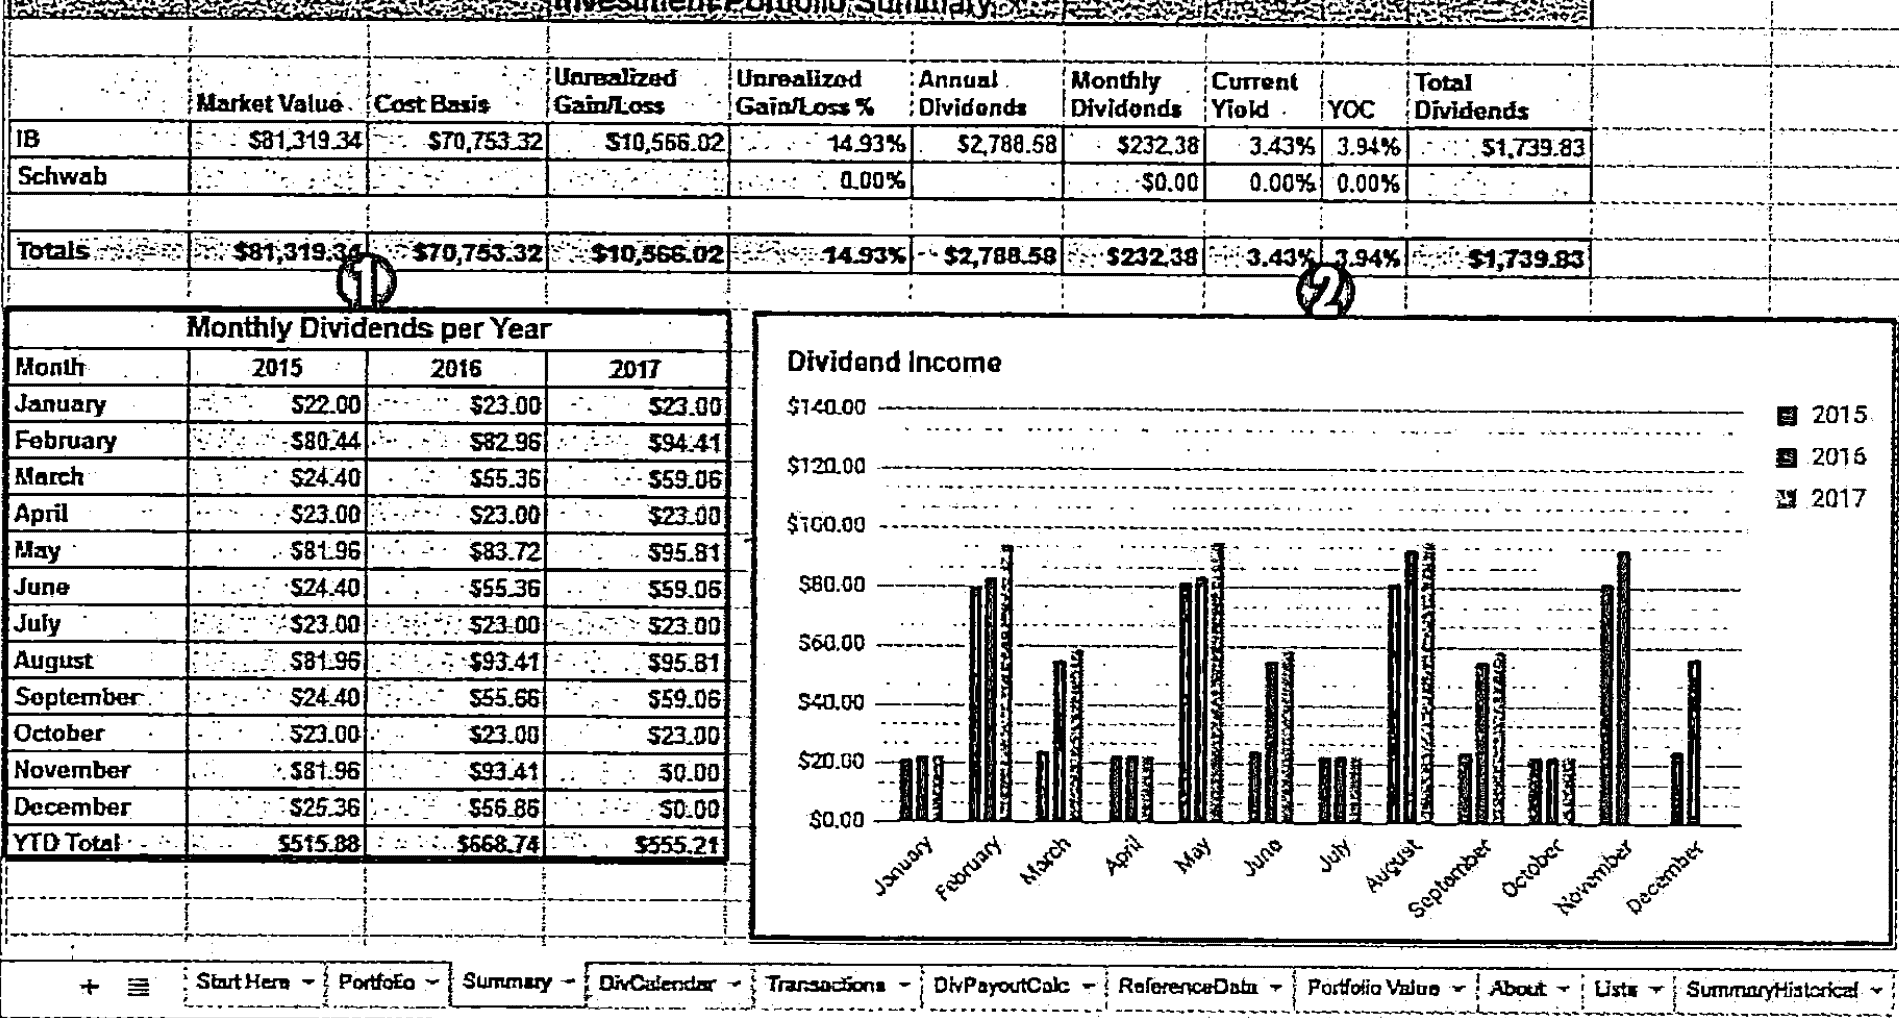 Investment Portfolio Summary
Market Value Cost Basis Unrealized Gain/Loss Unrealized Gain/Loss % Annual Dividends Monthly Dividends Current Yield YOC Total Dividends
IB $81,319.34 $70,753.32 $10,566.02 14.93% $2,788.58 $232.38 3.43% 3.94% $1,739.83
Schwab 0.00% $0.00 0.00% 0.00%
Totals $81,319.34 $70,753.32 $10,566.02 14.93% $2,788.58 $232.38 3.43% 3.94% $1,739.83
1
2
Monthly Dividends per Year
Month 2015 2016 2017
January $22.00 $23.00 $23.00
February $80.44 $82.96 $94.41
March $24.40 $55.36 $59.06
April $23.00 $23.00 $23.00
May $81.96 $83.72 $95.81
June $24.40 $55.36 $59.06
July $23.00 $23.00 $23.00
August $81.96 $93.41 $95.81
September $24.40 $55.66 $59.06
October $23.00 $23.00 $23.00
November $81.96 $93.41 $0.00
December $25.36 $56.86 $0.00
YTD Total $515.88 $668.74 $555.21
Dividend Income
$140.00
$120.00
$100.00
$80.00
$60.00
$40.00
$20.00
$0.00
2015
2016
2017
January February March April May June July August September October November December
+ Start Here Portfolio Summary DivCalendar Transactions DivPayoutCalc ReferenceData Portfolio Value About Lists SummaryHistorical